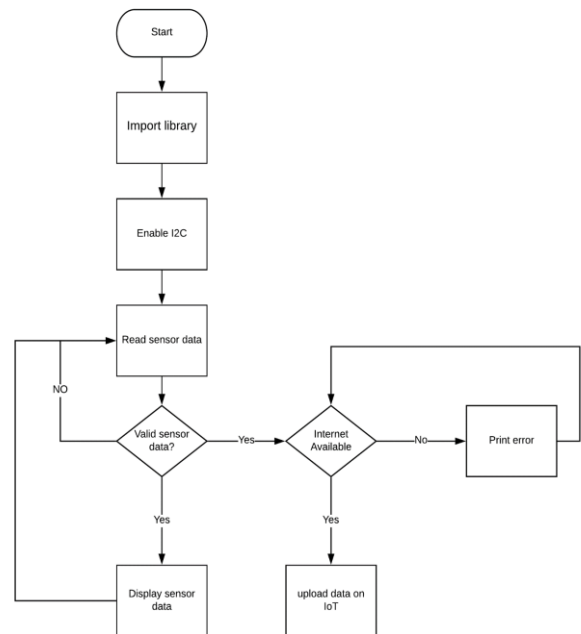 Start
Import library
Enable I2C
Read sensor data
NO
Valid sensor
data?
Yes
Internet
Available
No
Print error
Yes
Yes
Display sensor
data
upload data on
IoT